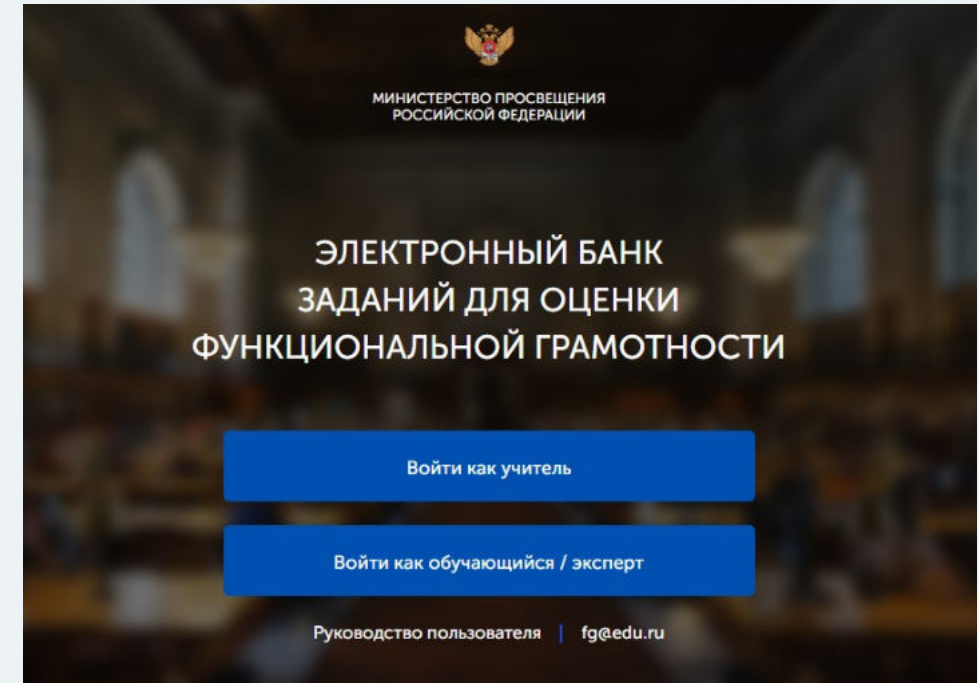 МИНИСТЕРСТВО ПРОСВЕЩЕНИЯ
РОССИЙСКОЙ ФЕДЕРАЦИИ
ЭЛЕКТРОННЫЙ БАНК
ЗАДАНИЙ ДЛЯ ОЦЕНКИ
ФУНКЦИОНАЛЬНОЙ ГРАМОТНОСТИ
Войти как учитель
Войти как обучающийся / эксперт
Руководство пользователя | fg@edu.ru